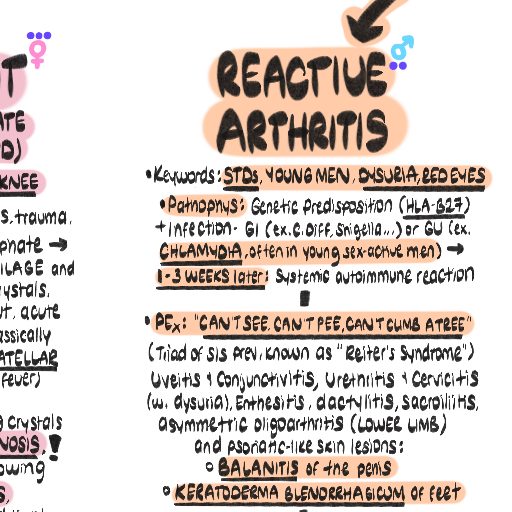 T
ATE
D)
KNEE
S, trauma.
pnate →
ILAGE and
ystals.
ut, acute
assically
ATELLAR
fever)
g crystals
NOSIS,!
owing
S,
REACTIVE
ARTHRITIS
•Keywords: STDs, YOUNG MEN, DYSURIA, RED EYES
•Pathophys: Genetic predisposition (HLA-B27)
+ Infection- GI (ex. C. Diff, Shigella...) or GU (ex.
CHLAMYDIA, often in young sex-active men) →
1-3 WEEKS later: Systemic autoimmune reaction
• PEx: "CAN'T SEE, CAN'T PEE, CAN'T CLIMB A TREE"
(Triad of S/S prev. known as "Reiter's Syndrome")
Uveitis & Conjunctivitis, Urethritis & Cervicitis
(w. dysuria), Enthesitis, dactylitis, Sacroiliitis,
asymmetric oligoarthritis (LOWER LIMB)
and psoriatic-like skin lesions:
○ BALANITIS of the penis
○ KERATODERMA BLENORRHAGICUM of feet